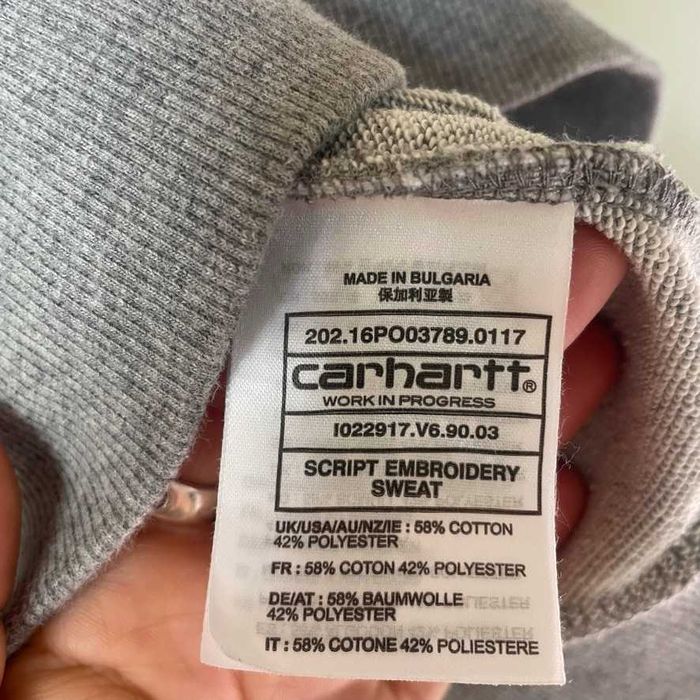 MADE IN BULGARIA
保加利亚製
202.16PO03789.0117
carhartt®
WORK IN PROGRESS
I022917.V6.90.03
SCRIPT EMBROIDERY
SWEAT
UK/USA/AU/NZ/IE : 58% COTTON
42% POLYESTER
FR : 58% COTON 42% POLYESTER
DE/AT : 58% BAUMWOLLE
42% POLYESTER
IT : 58% COTONE 42% POLIESTERE